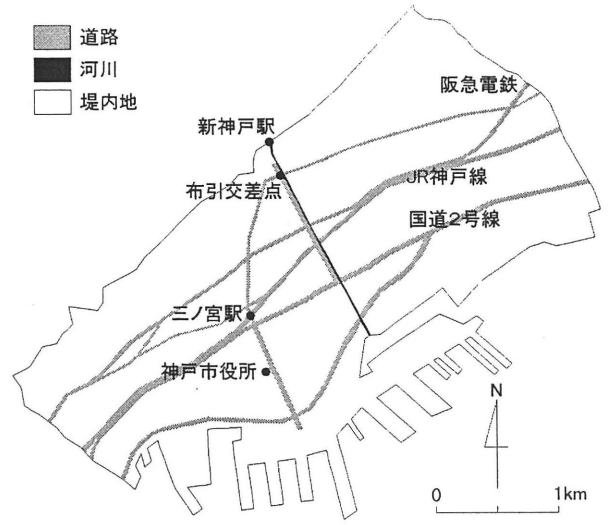 道路
河川
堤内地
阪急電鉄
新神戸駅
布引交差点
JR神戸線
国道2号線
三ノ宮駅
神戸市役所
N
0 1km